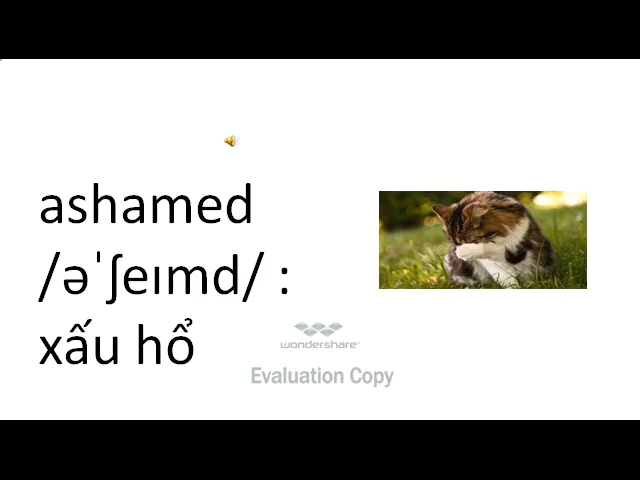 ashamed
/əˈʃeɪmd/ :
xấu hổ
wondershare
Evaluation Copy